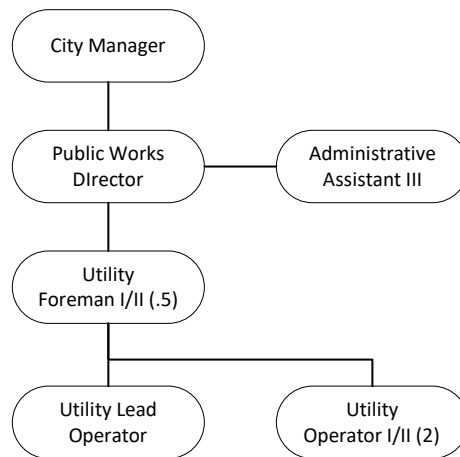 City Manager
Public Works
DIrector
Administrative
Assistant III
Utility
Foreman I/II (.5)
Utility Lead
Operator
Utility
Operator I/II (2)